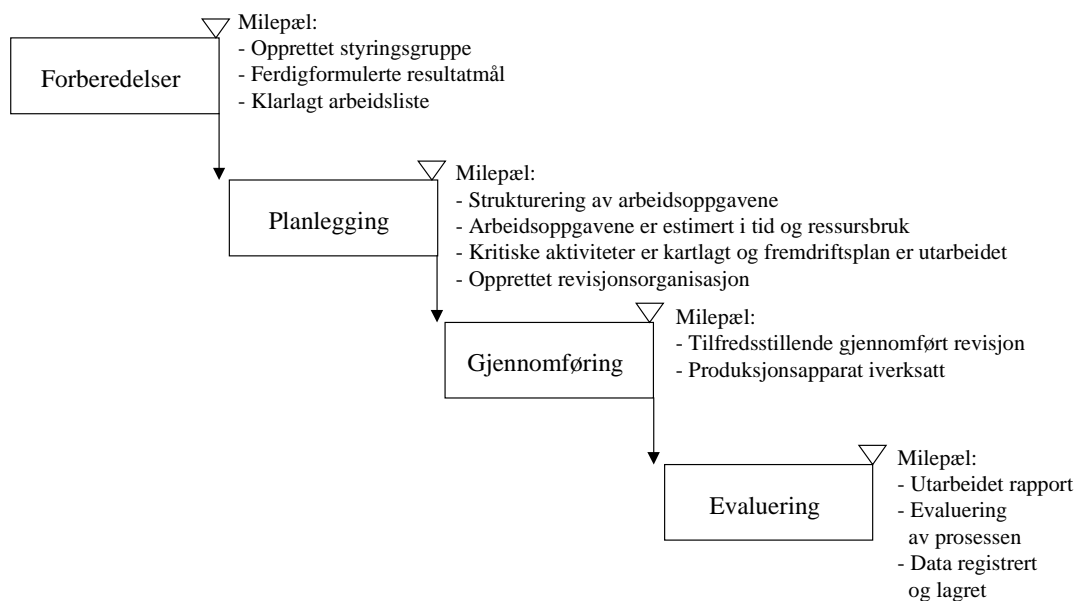 Milepæl:
- Opprettet styringsgruppe
- Ferdigformulerte resultatmål
- Klarlagt arbeidsliste
Forberedelser
Milepæl:
- Strukturering av arbeidsoppgavene
- Arbeidsoppgavene er estimert i tid og ressursbruk
- Kritiske aktiviteter er kartlagt og fremdriftsplan er utarbeidet
- Opprettet revisjonsorganisasjon
Planlegging
Milepæl:
- Tilfredsstillende gjennomført revisjon
- Produksjonsapparat iverksatt
Gjennomføring
Milepæl:
- Utarbeidet rapport
- Evaluering
av prosessen
- Data registrert
og lagret
Evaluering